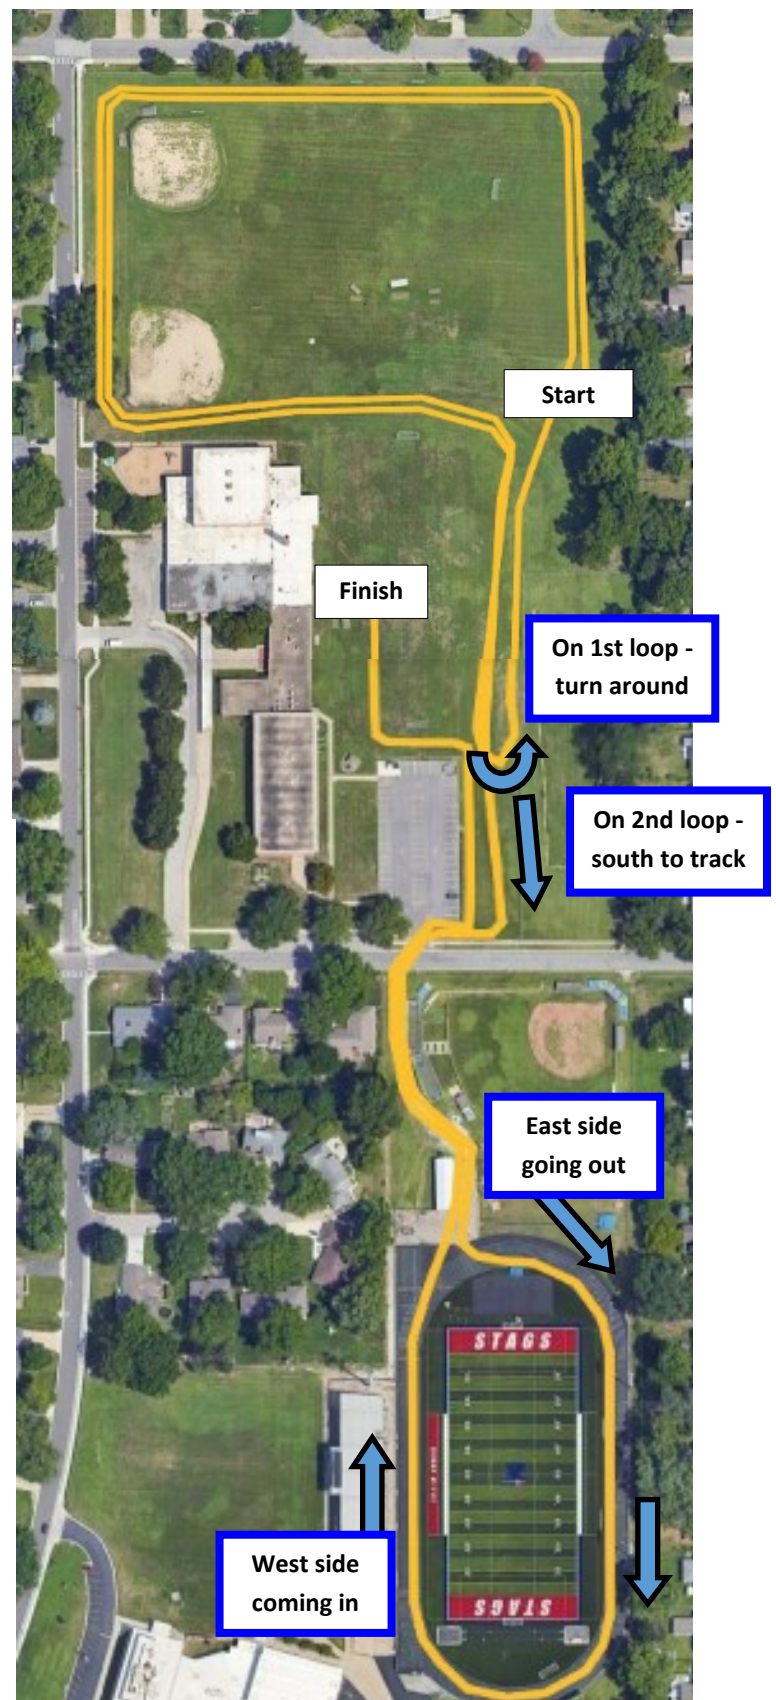 Start
Finish
On 1st loop -
turn around
On 2nd loop -
south to track
East side
going out
STAGS
West side
coming in
STAGS